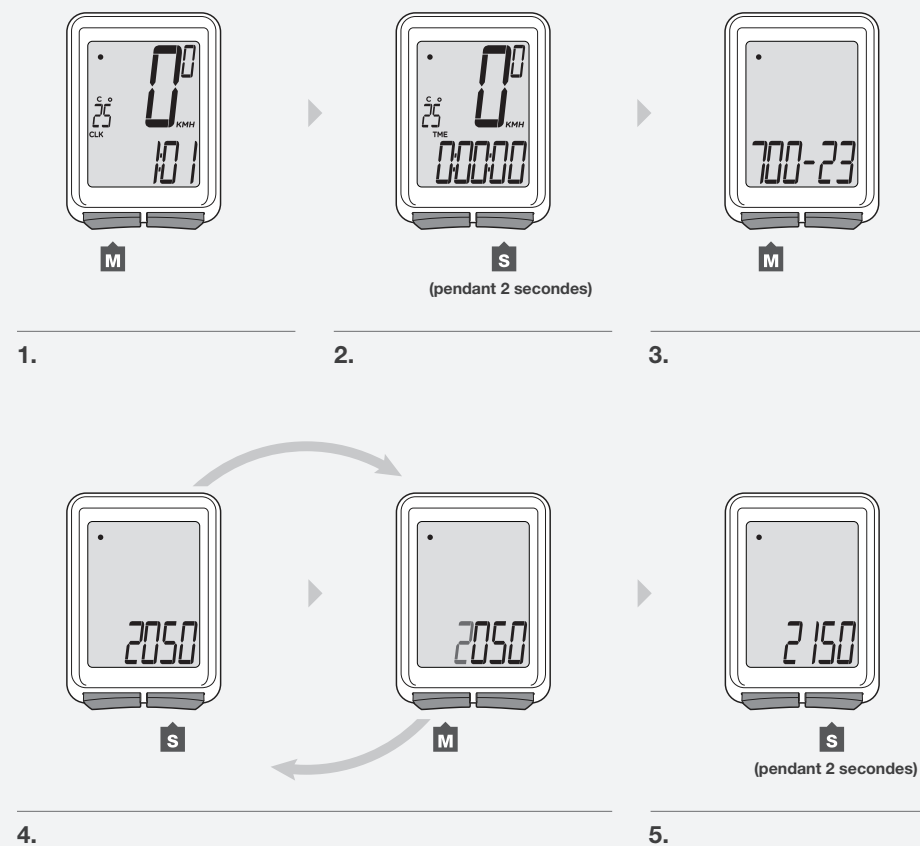 0 0
C °
25
KMH
CLK
1:01
M
1.
0 0
C °
25
KMH
TME
0:00:00
S
(pendant 2 secondes)
2.
700-23
M
3.
2050
S
2050
M
4.
2150
S
(pendant 2 secondes)
5.